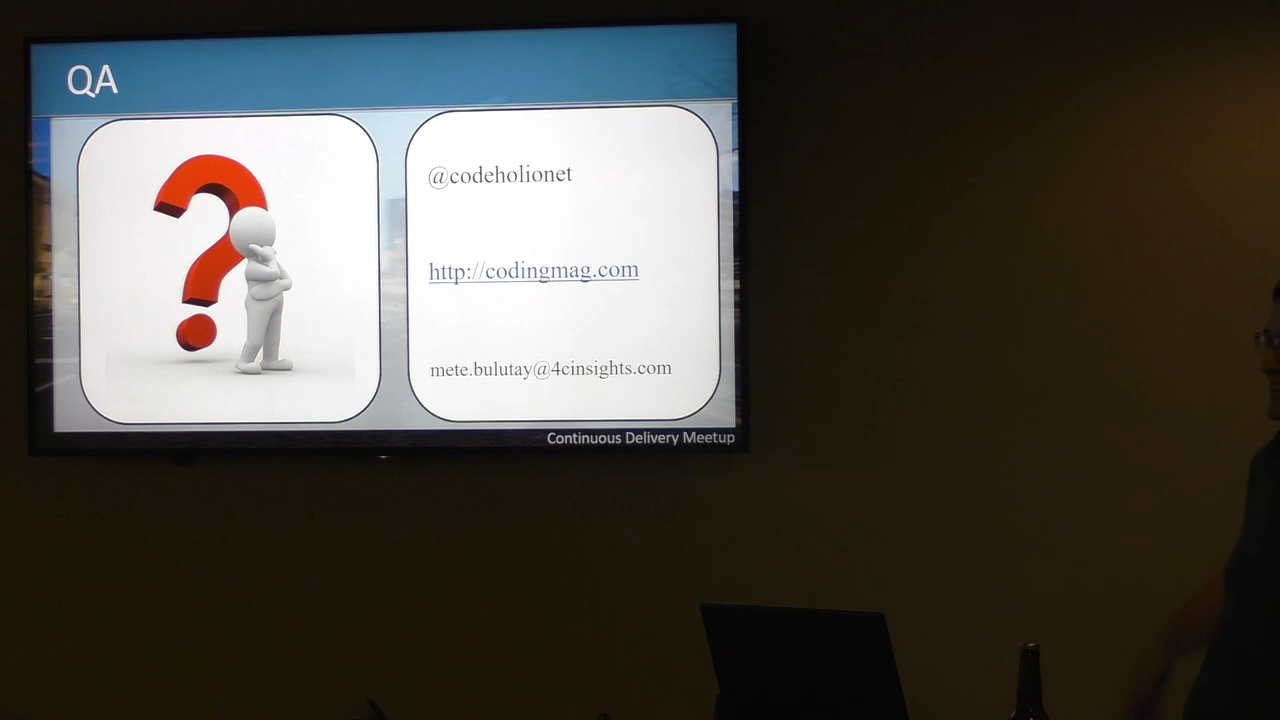 QA
@codeholionet
http://codingmag.com
mete.bulutay@4cinsights.com
Continuous Delivery Meetup